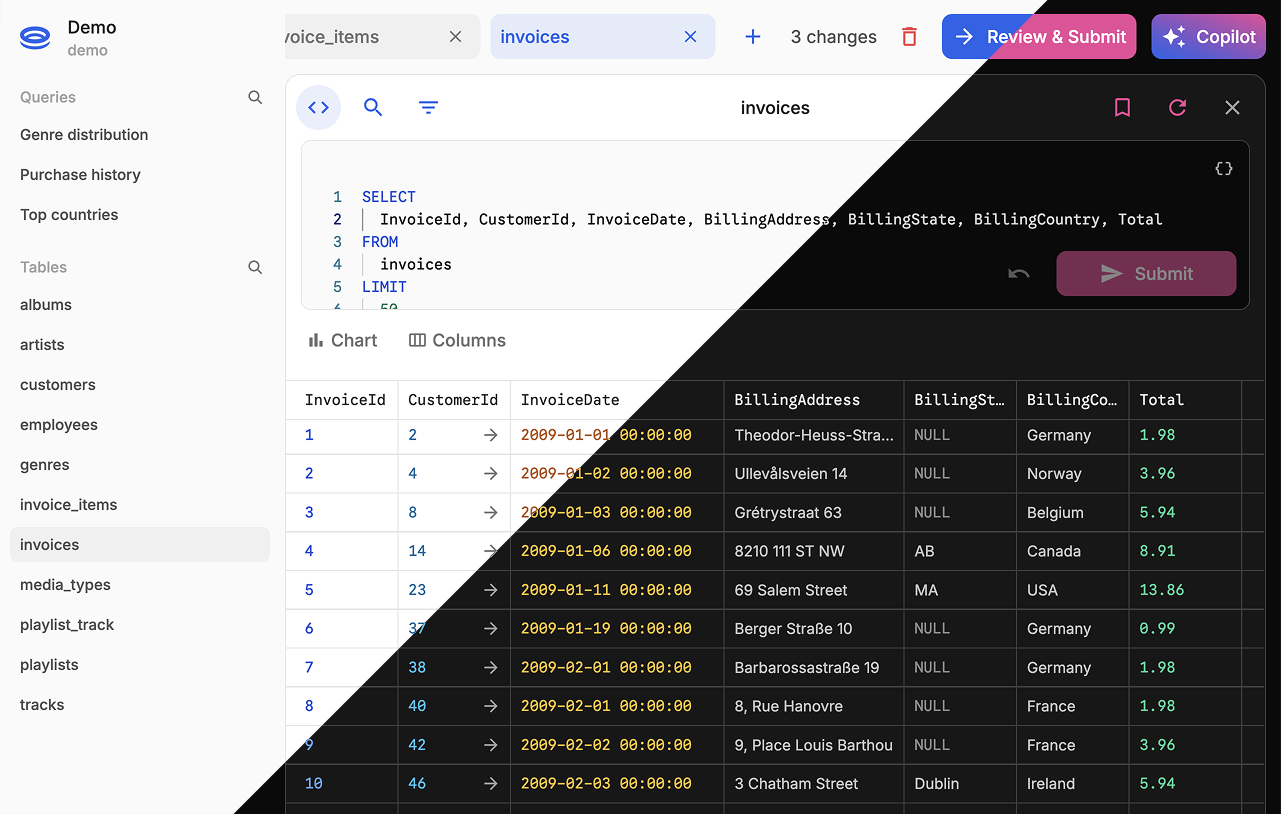 Demo
demo
Queries
Genre distribution
Purchase history
Top countries
Tables
albums
artists
customers
employees
genres
invoice_items
invoices
media_types
playlist_track
playlists
tracks
voice_items
invoices
3 changes
Review & Submit
Copilot
invoices
{}
1 SELECT
2 InvoiceId, CustomerId, InvoiceDate, BillingAddress, BillingState, BillingCountry, Total
3 FROM
4 invoices
5 LIMIT
6 50
Submit
Chart Columns
InvoiceId CustomerId InvoiceDate BillingAddress BillingSt… BillingCo… Total
1 2 → 2009-01-01 00:00:00 Theodor-Heuss-Stra… NULL Germany 1.98
2 4 → 2009-01-02 00:00:00 Ullevålsveien 14 NULL Norway 3.96
3 8 → 2009-01-03 00:00:00 Grétrystraat 63 NULL Belgium 5.94
4 14 → 2009-01-06 00:00:00 8210 111 ST NW AB Canada 8.91
5 23 → 2009-01-11 00:00:00 69 Salem Street MA USA 13.86
6 37 → 2009-01-19 00:00:00 Berger Straße 10 NULL Germany 0.99
7 38 → 2009-02-01 00:00:00 Barbarossastraße 19 NULL Germany 1.98
8 40 → 2009-02-01 00:00:00 8, Rue Hanovre NULL France 1.98
9 42 → 2009-02-02 00:00:00 9, Place Louis Barthou NULL France 3.96
10 46 → 2009-02-03 00:00:00 3 Chatham Street Dublin Ireland 5.94